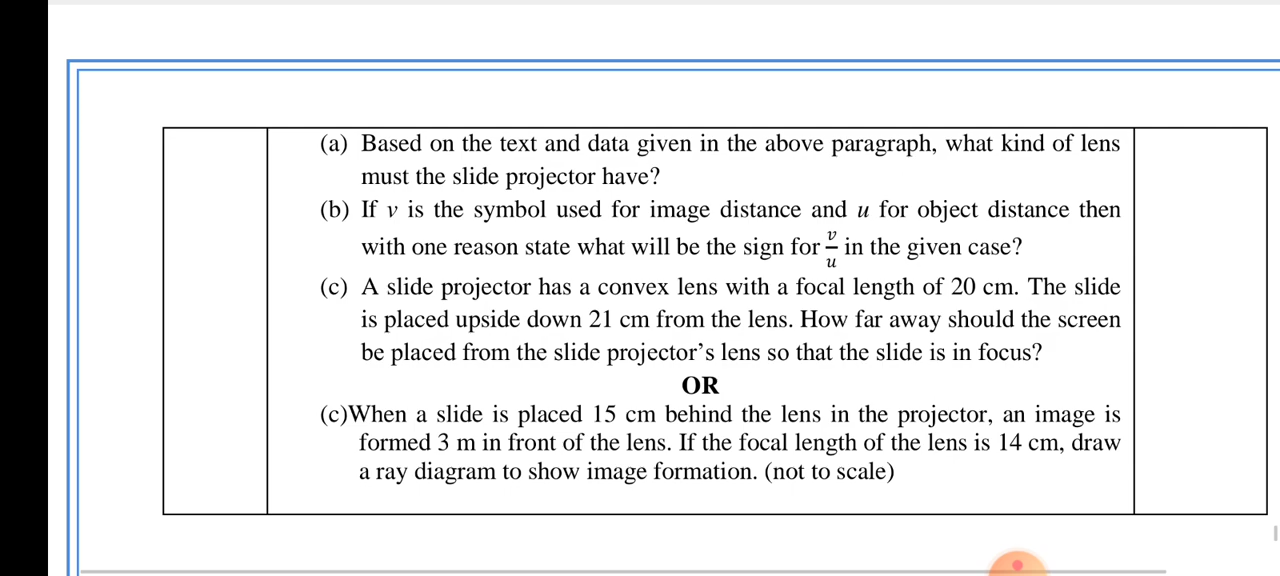 (a) Based on the text and data given in the above paragraph, what kind of lens
must the slide projector have?
(b) If v is the symbol used for image distance and u for object distance then
with one reason state what will be the sign for v/u in the given case?
(c) A slide projector has a convex lens with a focal length of 20 cm. The slide
is placed upside down 21 cm from the lens. How far away should the screen
be placed from the slide projector’s lens so that the slide is in focus?
OR
(c)When a slide is placed 15 cm behind the lens in the projector, an image is
formed 3 m in front of the lens. If the focal length of the lens is 14 cm, draw
a ray diagram to show image formation. (not to scale)